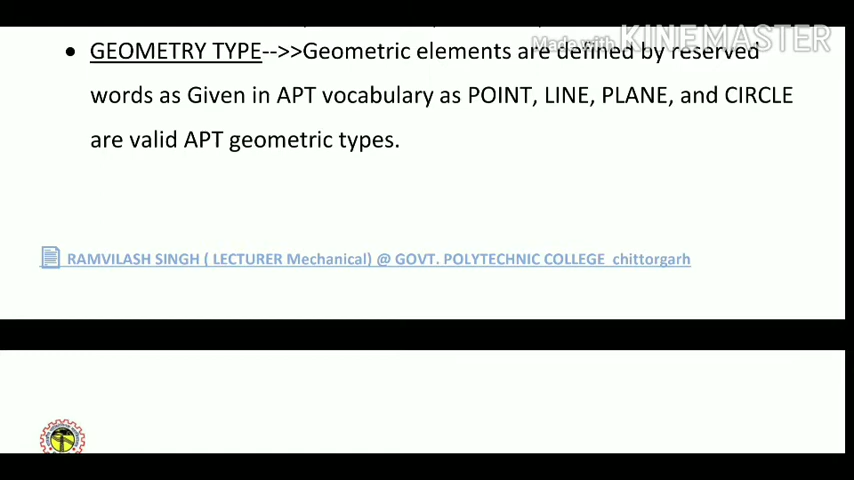 Made with KINEMASTER
• GEOMETRY TYPE-->>Geometric elements are defined by reserved
words as Given in APT vocabulary as POINT, LINE, PLANE, and CIRCLE
are valid APT geometric types.
RAMVILASH SINGH ( LECTURER Mechanical) @ GOVT. POLYTECHNIC COLLEGE chittorgarh